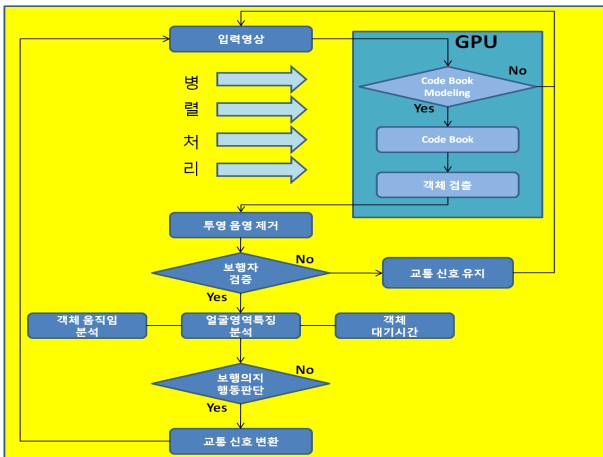 입력영상
GPU
병
렬
처
리
Code Book
Modeling
No
Yes
Code Book
객체 검출
투영 음영 제거
보행자
검증
No
교통 신호 유지
Yes
객체 움직임
분석
얼굴영역특징
분석
객체
대기시간
보행의지
행동판단
No
Yes
교통 신호 변환